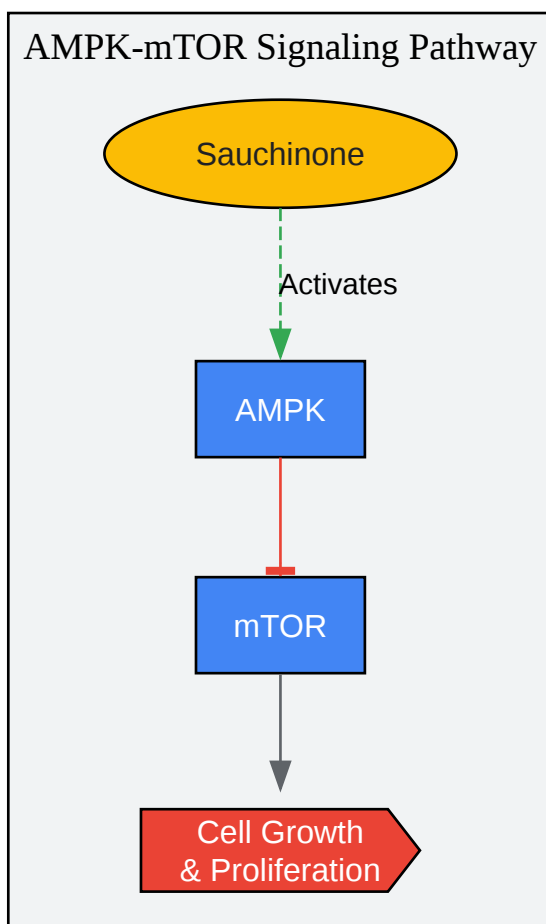 AMPK-mTOR Signaling Pathway
Sauchinone
Activates
AMPK
mTOR
Cell Growth
& Proliferation